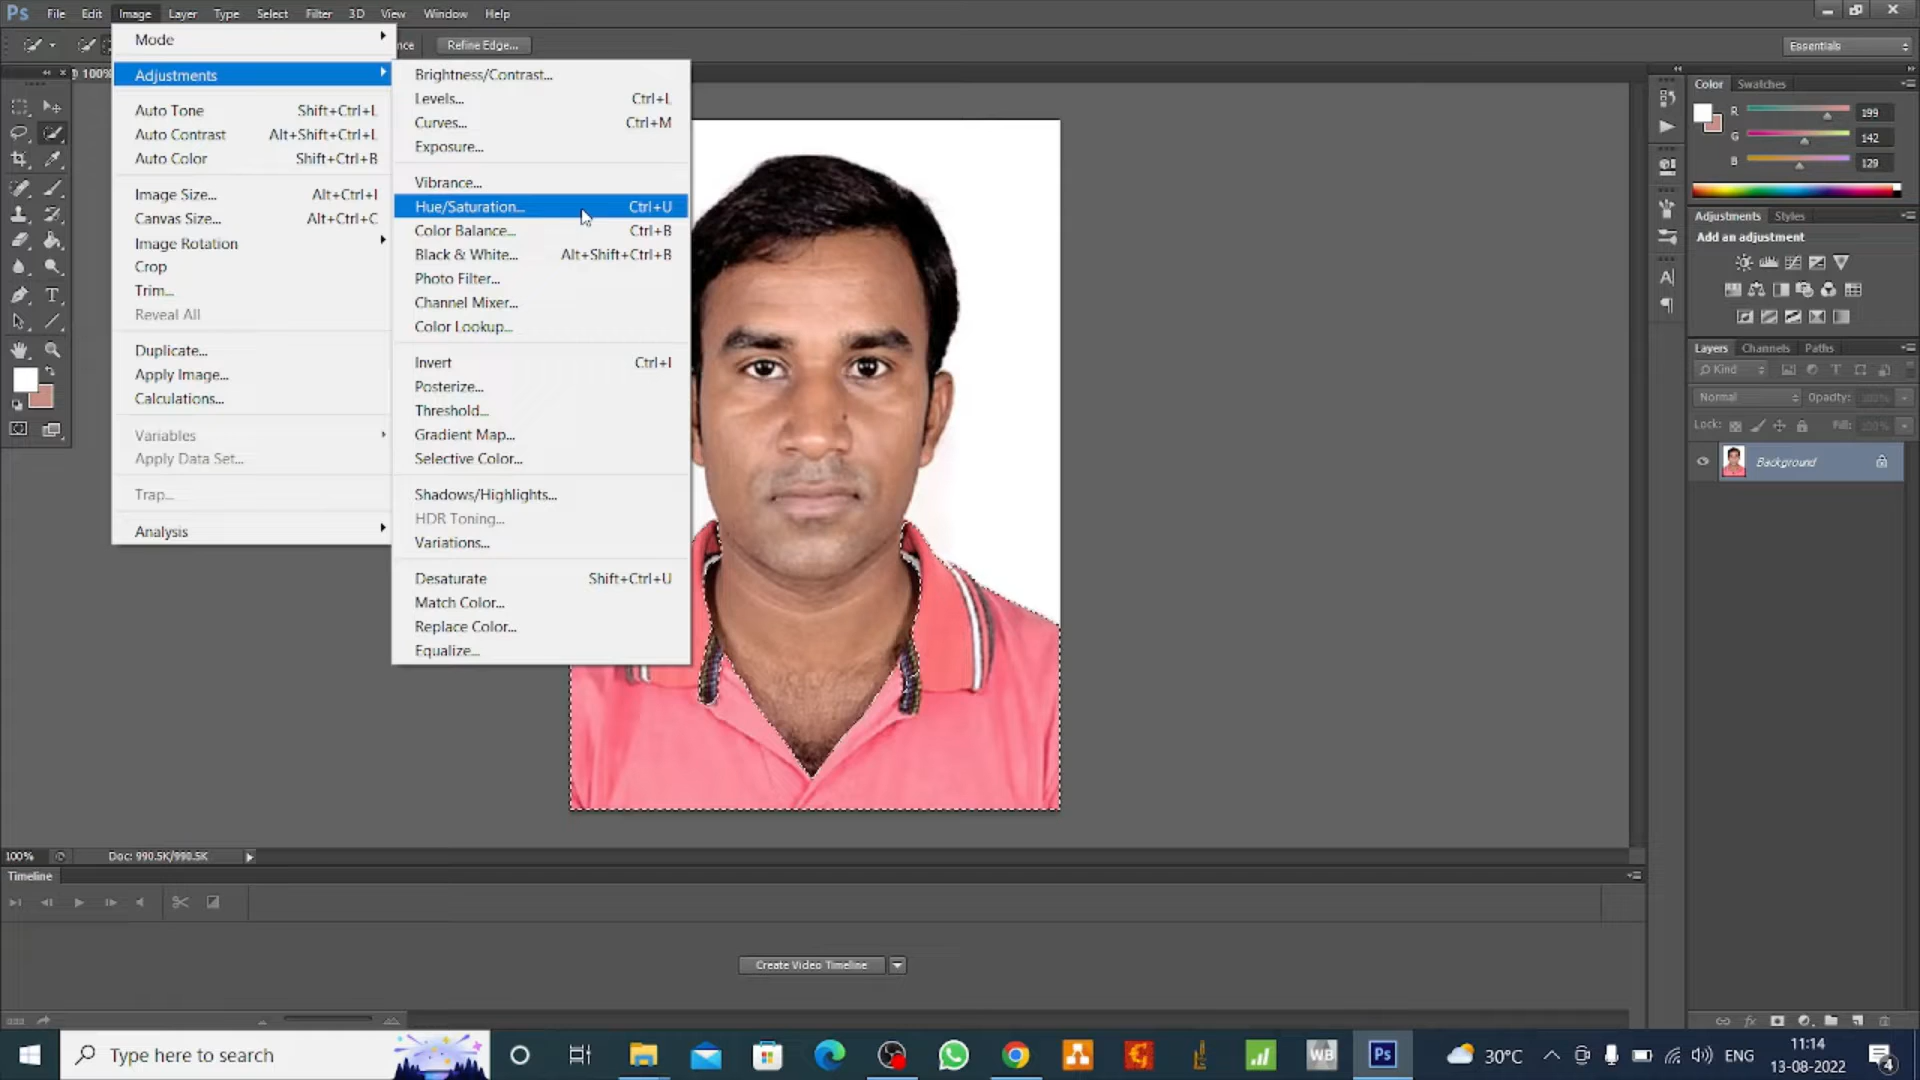 Ps File Edit Image Layer Type Select Filter 3D View Window Help
Refine Edge...
Essentials
@ 100%
Mode
Adjustments
Auto Tone Shift+Ctrl+L
Auto Contrast Alt+Shift+Ctrl+L
Auto Color Shift+Ctrl+B
Image Size... Alt+Ctrl+I
Canvas Size... Alt+Ctrl+C
Image Rotation
Crop
Trim...
Reveal All
Duplicate...
Apply Image...
Calculations...
Variables
Apply Data Set...
Trap...
Analysis
Brightness/Contrast...
Levels... Ctrl+L
Curves... Ctrl+M
Exposure...
Vibrance...
Hue/Saturation... Ctrl+U
Color Balance... Ctrl+B
Black & White... Alt+Shift+Ctrl+B
Photo Filter...
Channel Mixer...
Color Lookup...
Invert Ctrl+I
Posterize...
Threshold...
Gradient Map...
Selective Color...
Shadows/Highlights...
HDR Toning...
Variations...
Desaturate Shift+Ctrl+U
Match Color...
Replace Color...
Equalize...
Color Swatches
R 199
G 142
B 129
Adjustments Styles
Add an adjustment
Layers Channels Paths
Kind
Normal Opacity: 100%
Lock: Fill: 100%
Background
100% Doc: 990.5K/990.5K
Timeline
Create Video Timeline
Type here to search
WB
Ps
30°C
ENG
11:14
13-08-2022
4